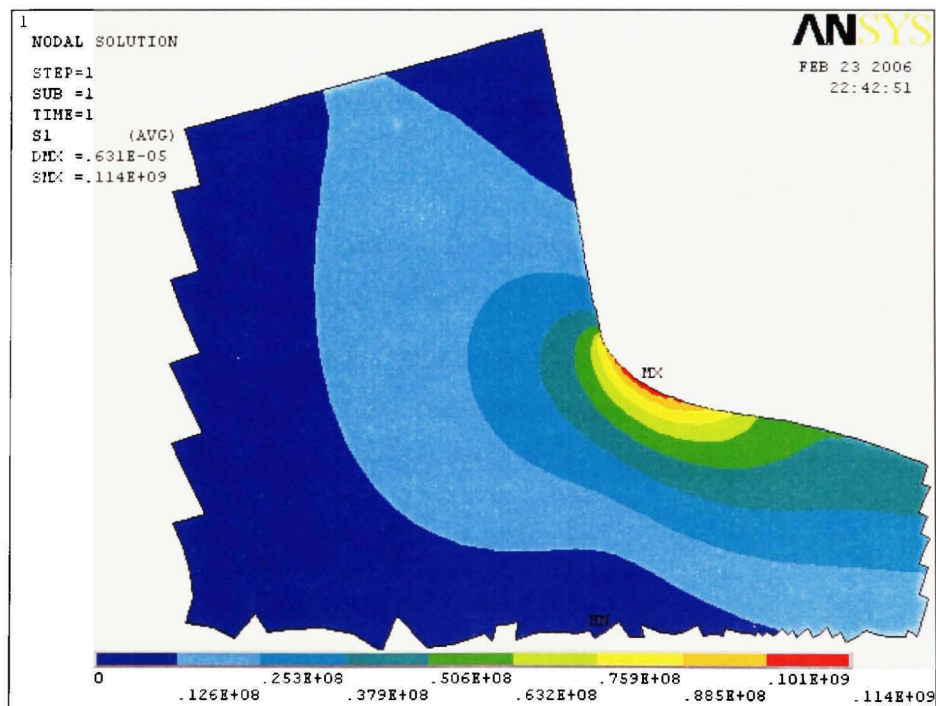 1
NODAL SOLUTION
STEP=1
SUB =1
TIME=1
S1 (AVG)
DMX =.631E-05
SMX =.114E+09
ANSYS
FEB 23 2006
22:42:51
MX
MN
0 .253E+08 .506E+08 .759E+08 .101E+09
.126E+08 .379E+08 .632E+08 .885E+08 .114E+09